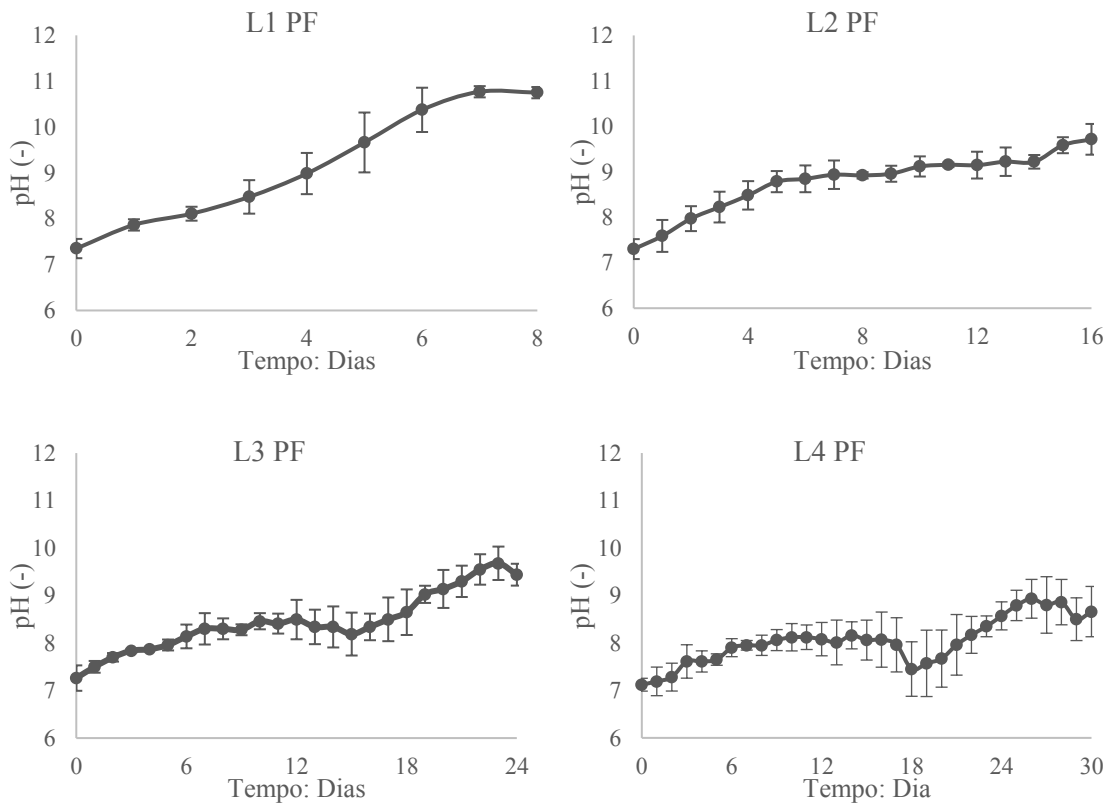 L1 PF
12
11
10
9
8
7
6
pH (-)
0 2 4 6 8
Tempo: Dias
L2 PF
12
11
10
9
8
7
6
pH (-)
0 4 8 12 16
Tempo: Dias
L3 PF
12
11
10
9
8
7
6
pH (-)
0 6 12 18 24
Tempo: Dias
L4 PF
12
11
10
9
8
7
6
pH (-)
0 6 12 18 24 30
Tempo: Dia